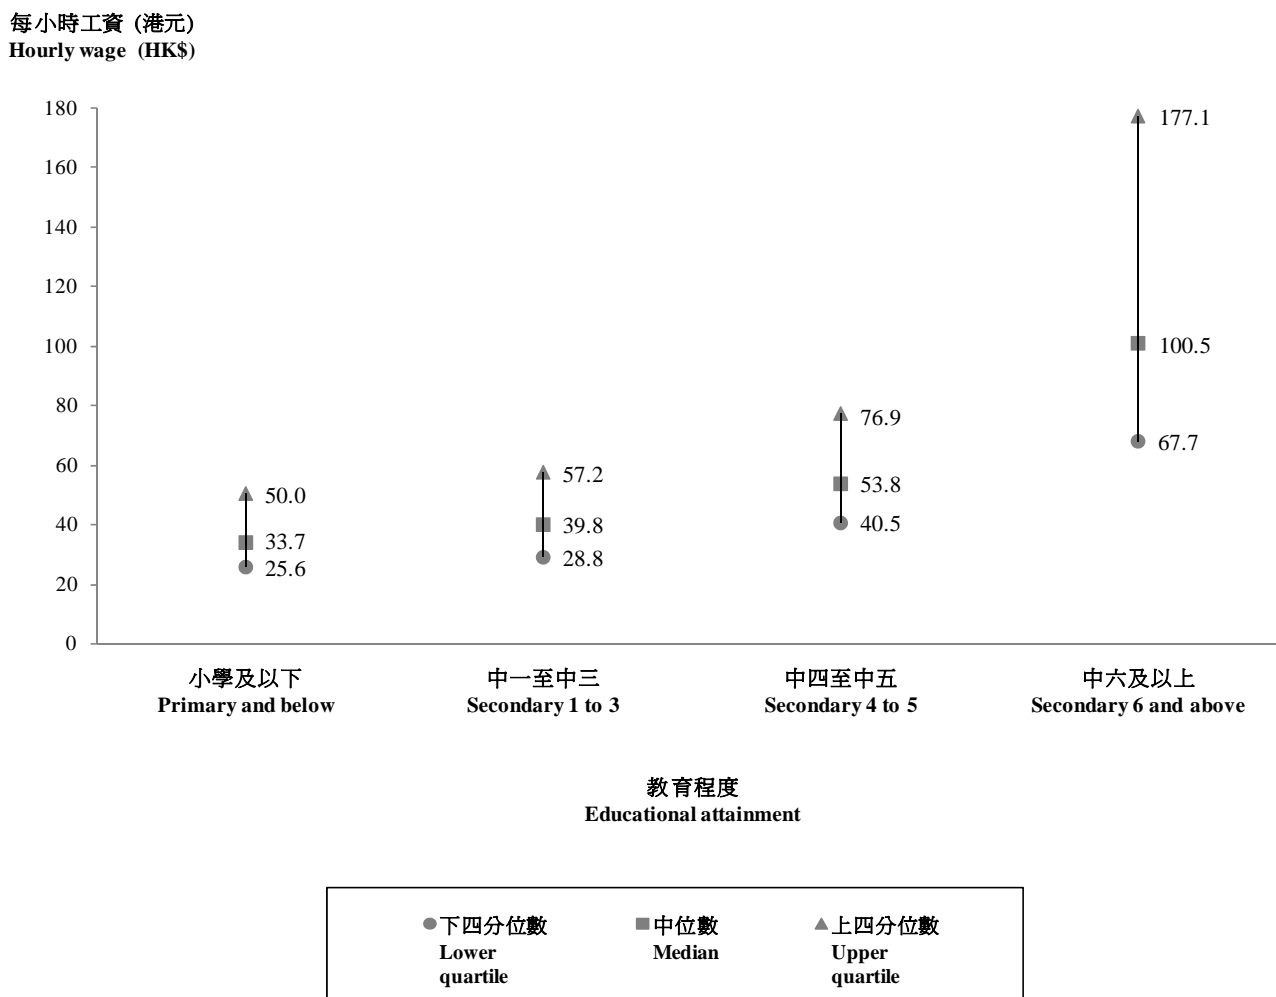 每小時工資 (港元)
Hourly wage (HK$)
180
160
140
120
100
80
60
40
20
0
50.0
33.7
25.6
57.2
39.8
28.8
76.9
53.8
40.5
177.1
100.5
67.7
小學及以下
Primary and below
中一至中三
Secondary 1 to 3
中四至中五
Secondary 4 to 5
中六及以上
Secondary 6 and above
教育程度
Educational attainment
下四分位數
Lower
quartile
中位數
Median
上四分位數
Upper
quartile